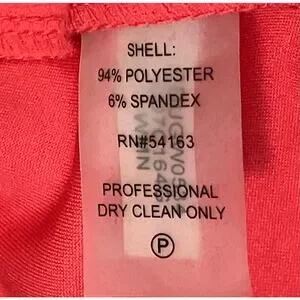 SHELL:
94% POLYESTER
6% SPANDEX
RN#54163
PROFESSIONAL
DRY CLEAN ONLY
P